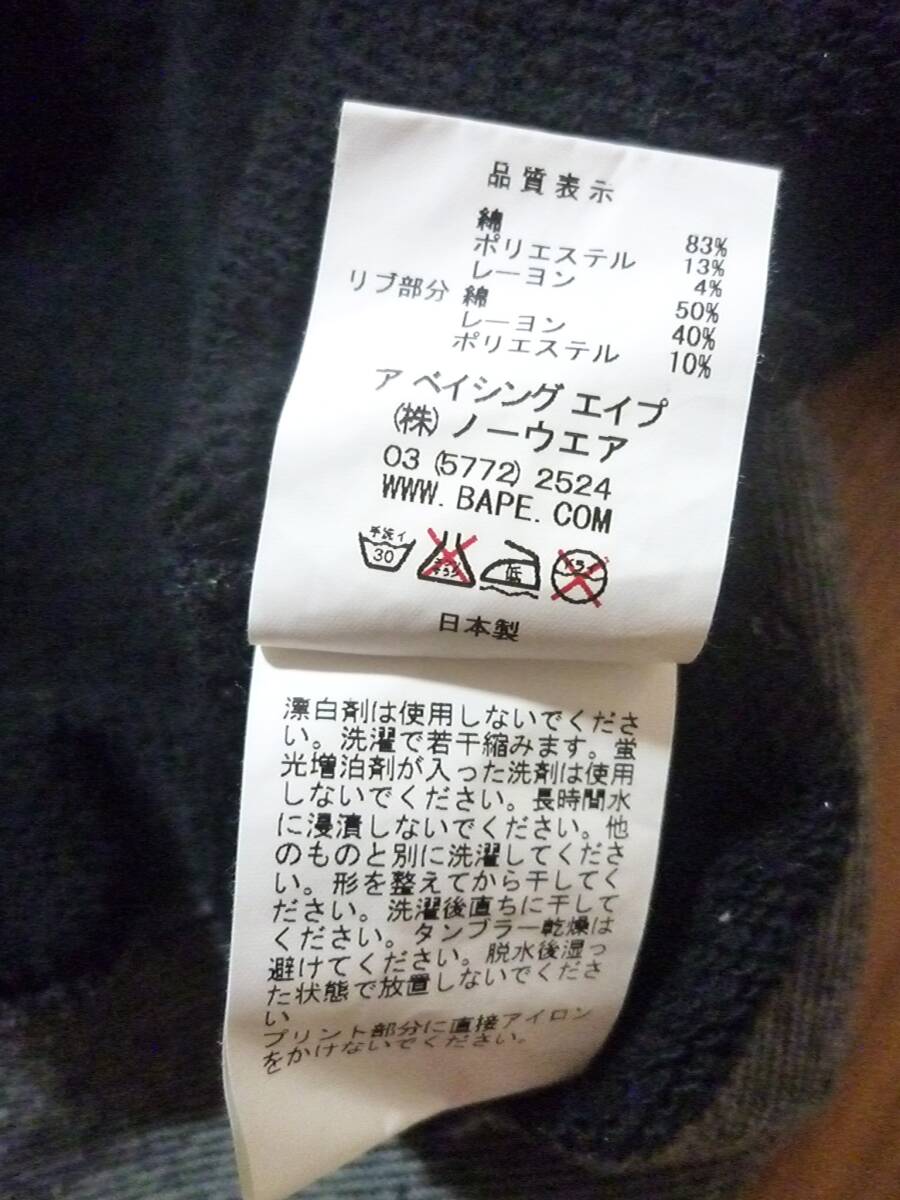 品質表示
綿 83%
ポリエステル 13%
レーヨン 4%
リブ部分 綿 50%
レーヨン 40%
ポリエステル 10%
ア ベイシング エイプ
(株) ノーウエア
03 (5772) 2524
WWW. BAPE. COM
手洗イ
30
低
日本製
漂白剤は使用しないでくださ
い。洗濯で若干縮みます。蛍
光増泊剤が入った洗剤は使用
しないでください。長時間水
に浸漬しないでください。他
のものと別に洗濯してくださ
い。形を整えてから干してく
ださい。洗濯後直ちに干して
ください。タンブラー乾燥は
避けてください。脱水後湿っ
た状態で放置しないでくださ
い
プリント部分に直接アイロン
をかけないでください。